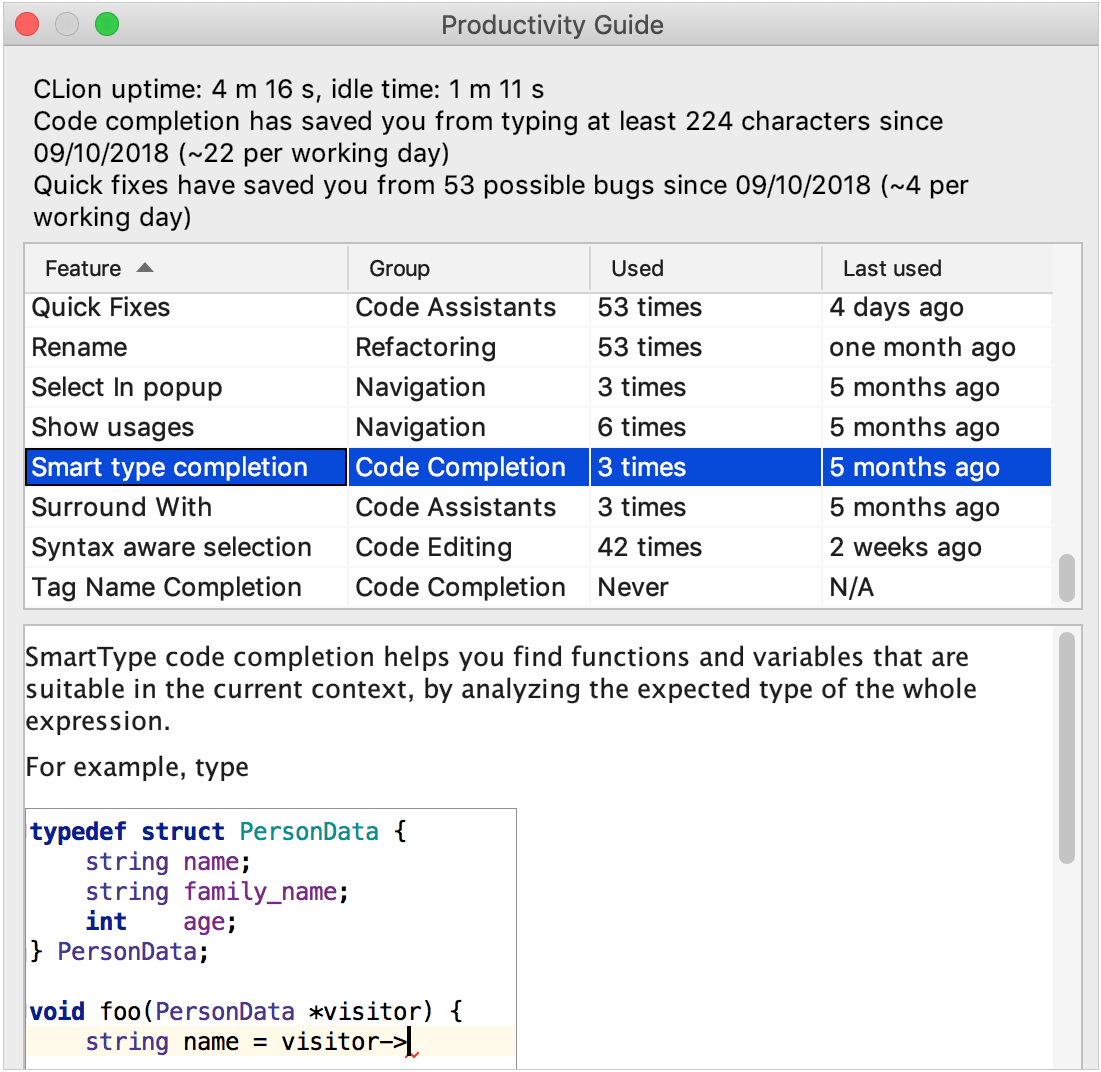 Productivity Guide
CLion uptime: 4 m 16 s, idle time: 1 m 11 s
Code completion has saved you from typing at least 224 characters since
09/10/2018 (~22 per working day)
Quick fixes have saved you from 53 possible bugs since 09/10/2018 (~4 per
working day)
Feature Group Used Last used
Quick Fixes Code Assistants 53 times 4 days ago
Rename Refactoring 53 times one month ago
Select In popup Navigation 3 times 5 months ago
Show usages Navigation 6 times 5 months ago
Smart type completion Code Completion 3 times 5 months ago
Surround With Code Assistants 3 times 5 months ago
Syntax aware selection Code Editing 42 times 2 weeks ago
Tag Name Completion Code Completion Never N/A
SmartType code completion helps you find functions and variables that are
suitable in the current context, by analyzing the expected type of the whole
expression.
For example, type
typedef struct PersonData {
    string name;
    string family_name;
    int    age;
} PersonData;
void foo(PersonData *visitor) {
    string name = visitor->